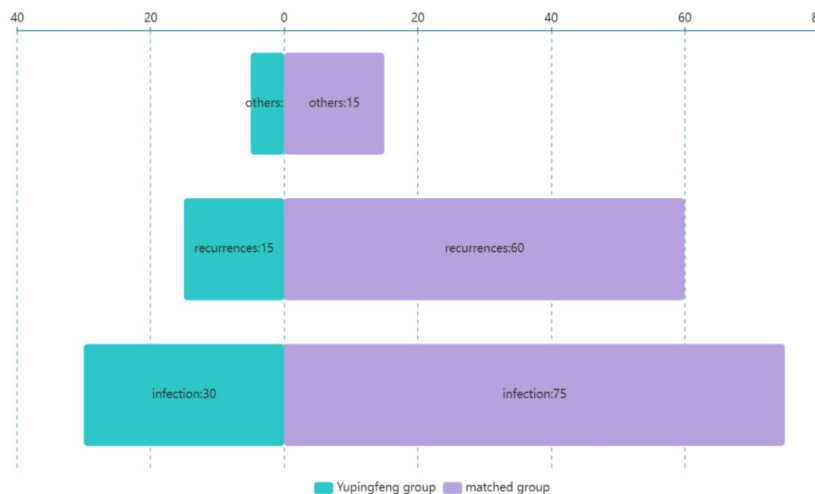 40 20 0 20 40 60
others: others:15
recurrences:15 recurrences:60
infection:30 infection:75
Yupingfeng group matched group